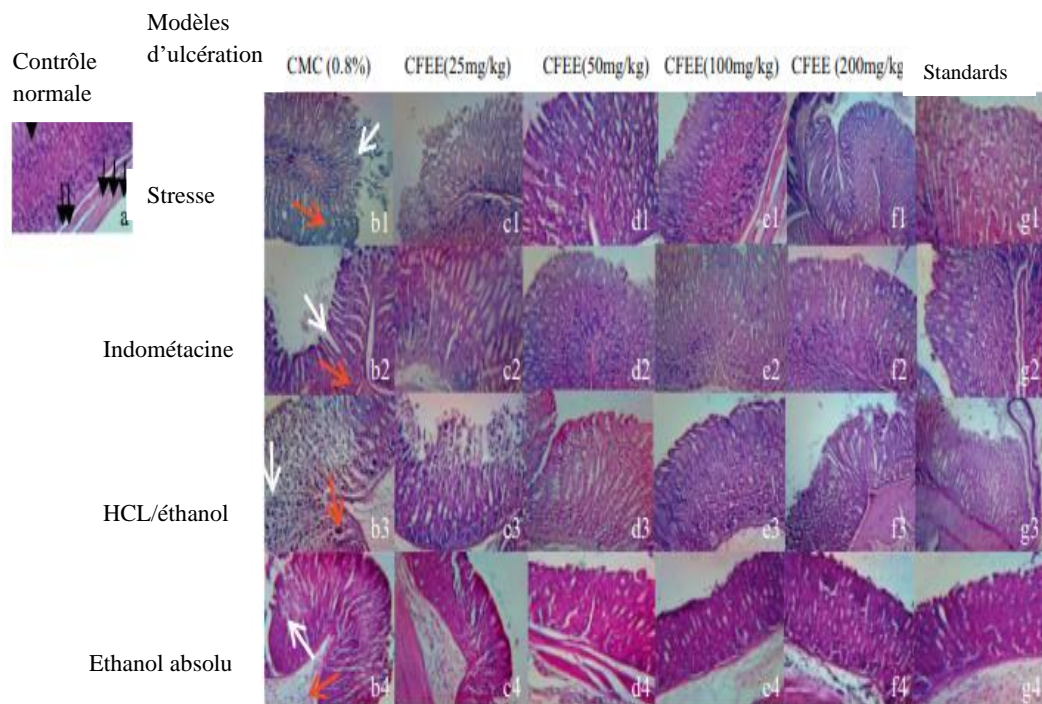 Modèles
d’ulcération
Contrôle
normale
CMC (0.8%) CFEE(25mg/kg) CFEE(50mg/kg) CFEE(100mg/kg) CFEE (200mg/kg Standards
a
Stresse
b1 c1 d1 e1 f1 g1
Indométacine
b2 c2 d2 e2 f2 g2
HCL/éthanol
b3 c3 d3 e3 f3 g3
Ethanol absolu
b4 c4 d4 e4 f4 g4